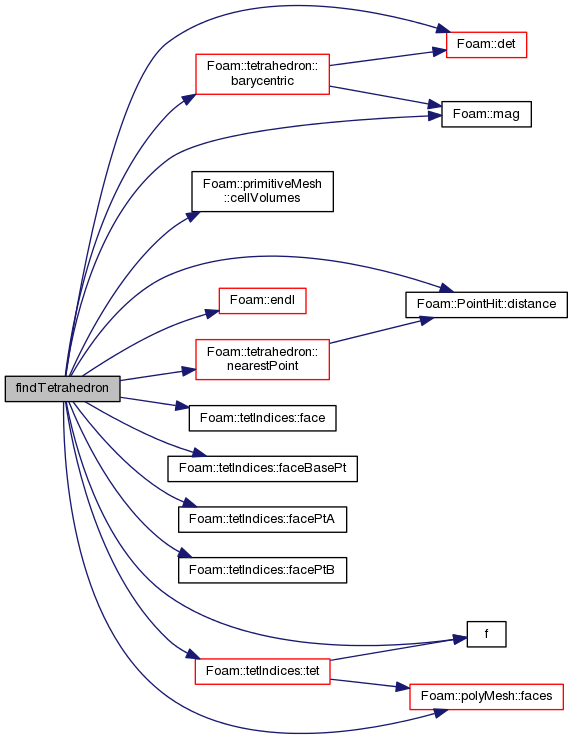 Foam::det
Foam::tetrahedron::
barycentric
Foam::mag
Foam::primitiveMesh
::cellVolumes
Foam::endl
Foam::PointHit::distance
Foam::tetrahedron::
nearestPoint
findTetrahedron
Foam::tetIndices::face
Foam::tetIndices::faceBasePt
Foam::tetIndices::facePtA
Foam::tetIndices::facePtB
f
Foam::tetIndices::tet
Foam::polyMesh::faces